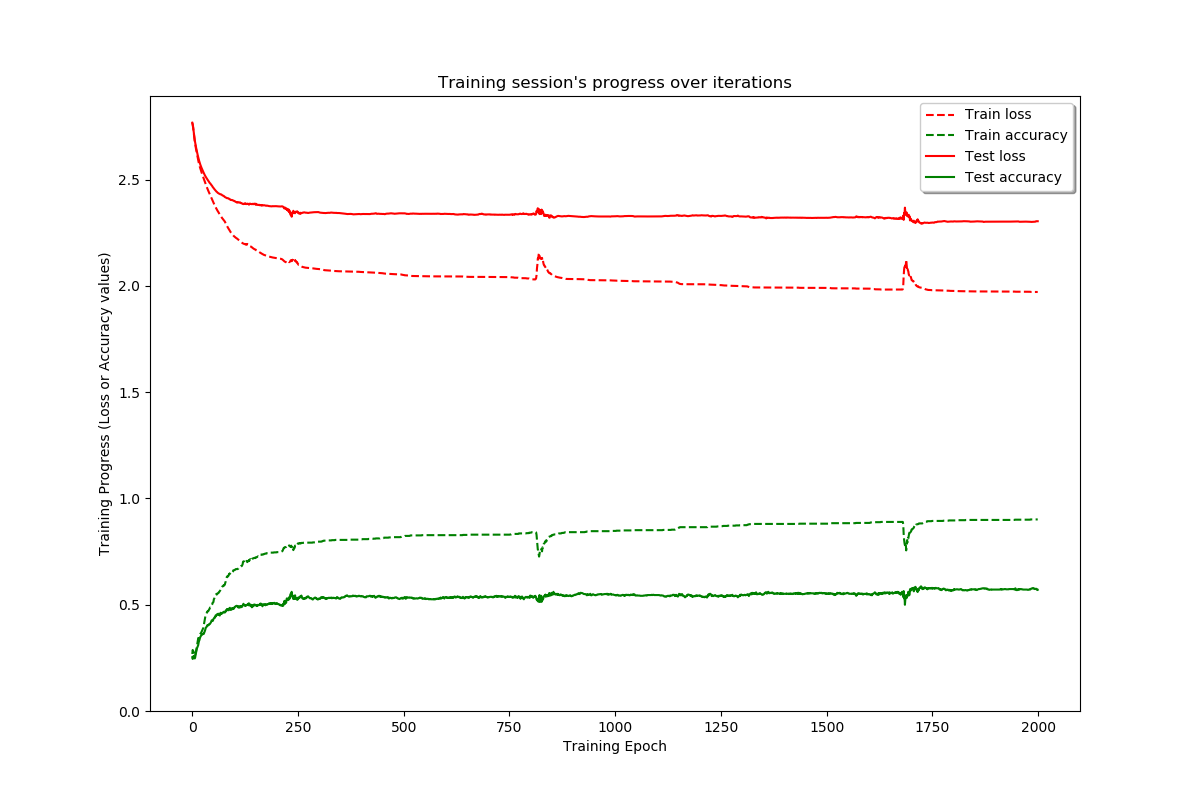 Training session's progress over iterations
Train loss
Train accuracy
Test loss
Test accuracy
Training Progress (Loss or Accuracy values)
2.5
2.0
1.5
1.0
0.5
0.0
0 250 500 750 1000 1250 1500 1750 2000
Training Epoch